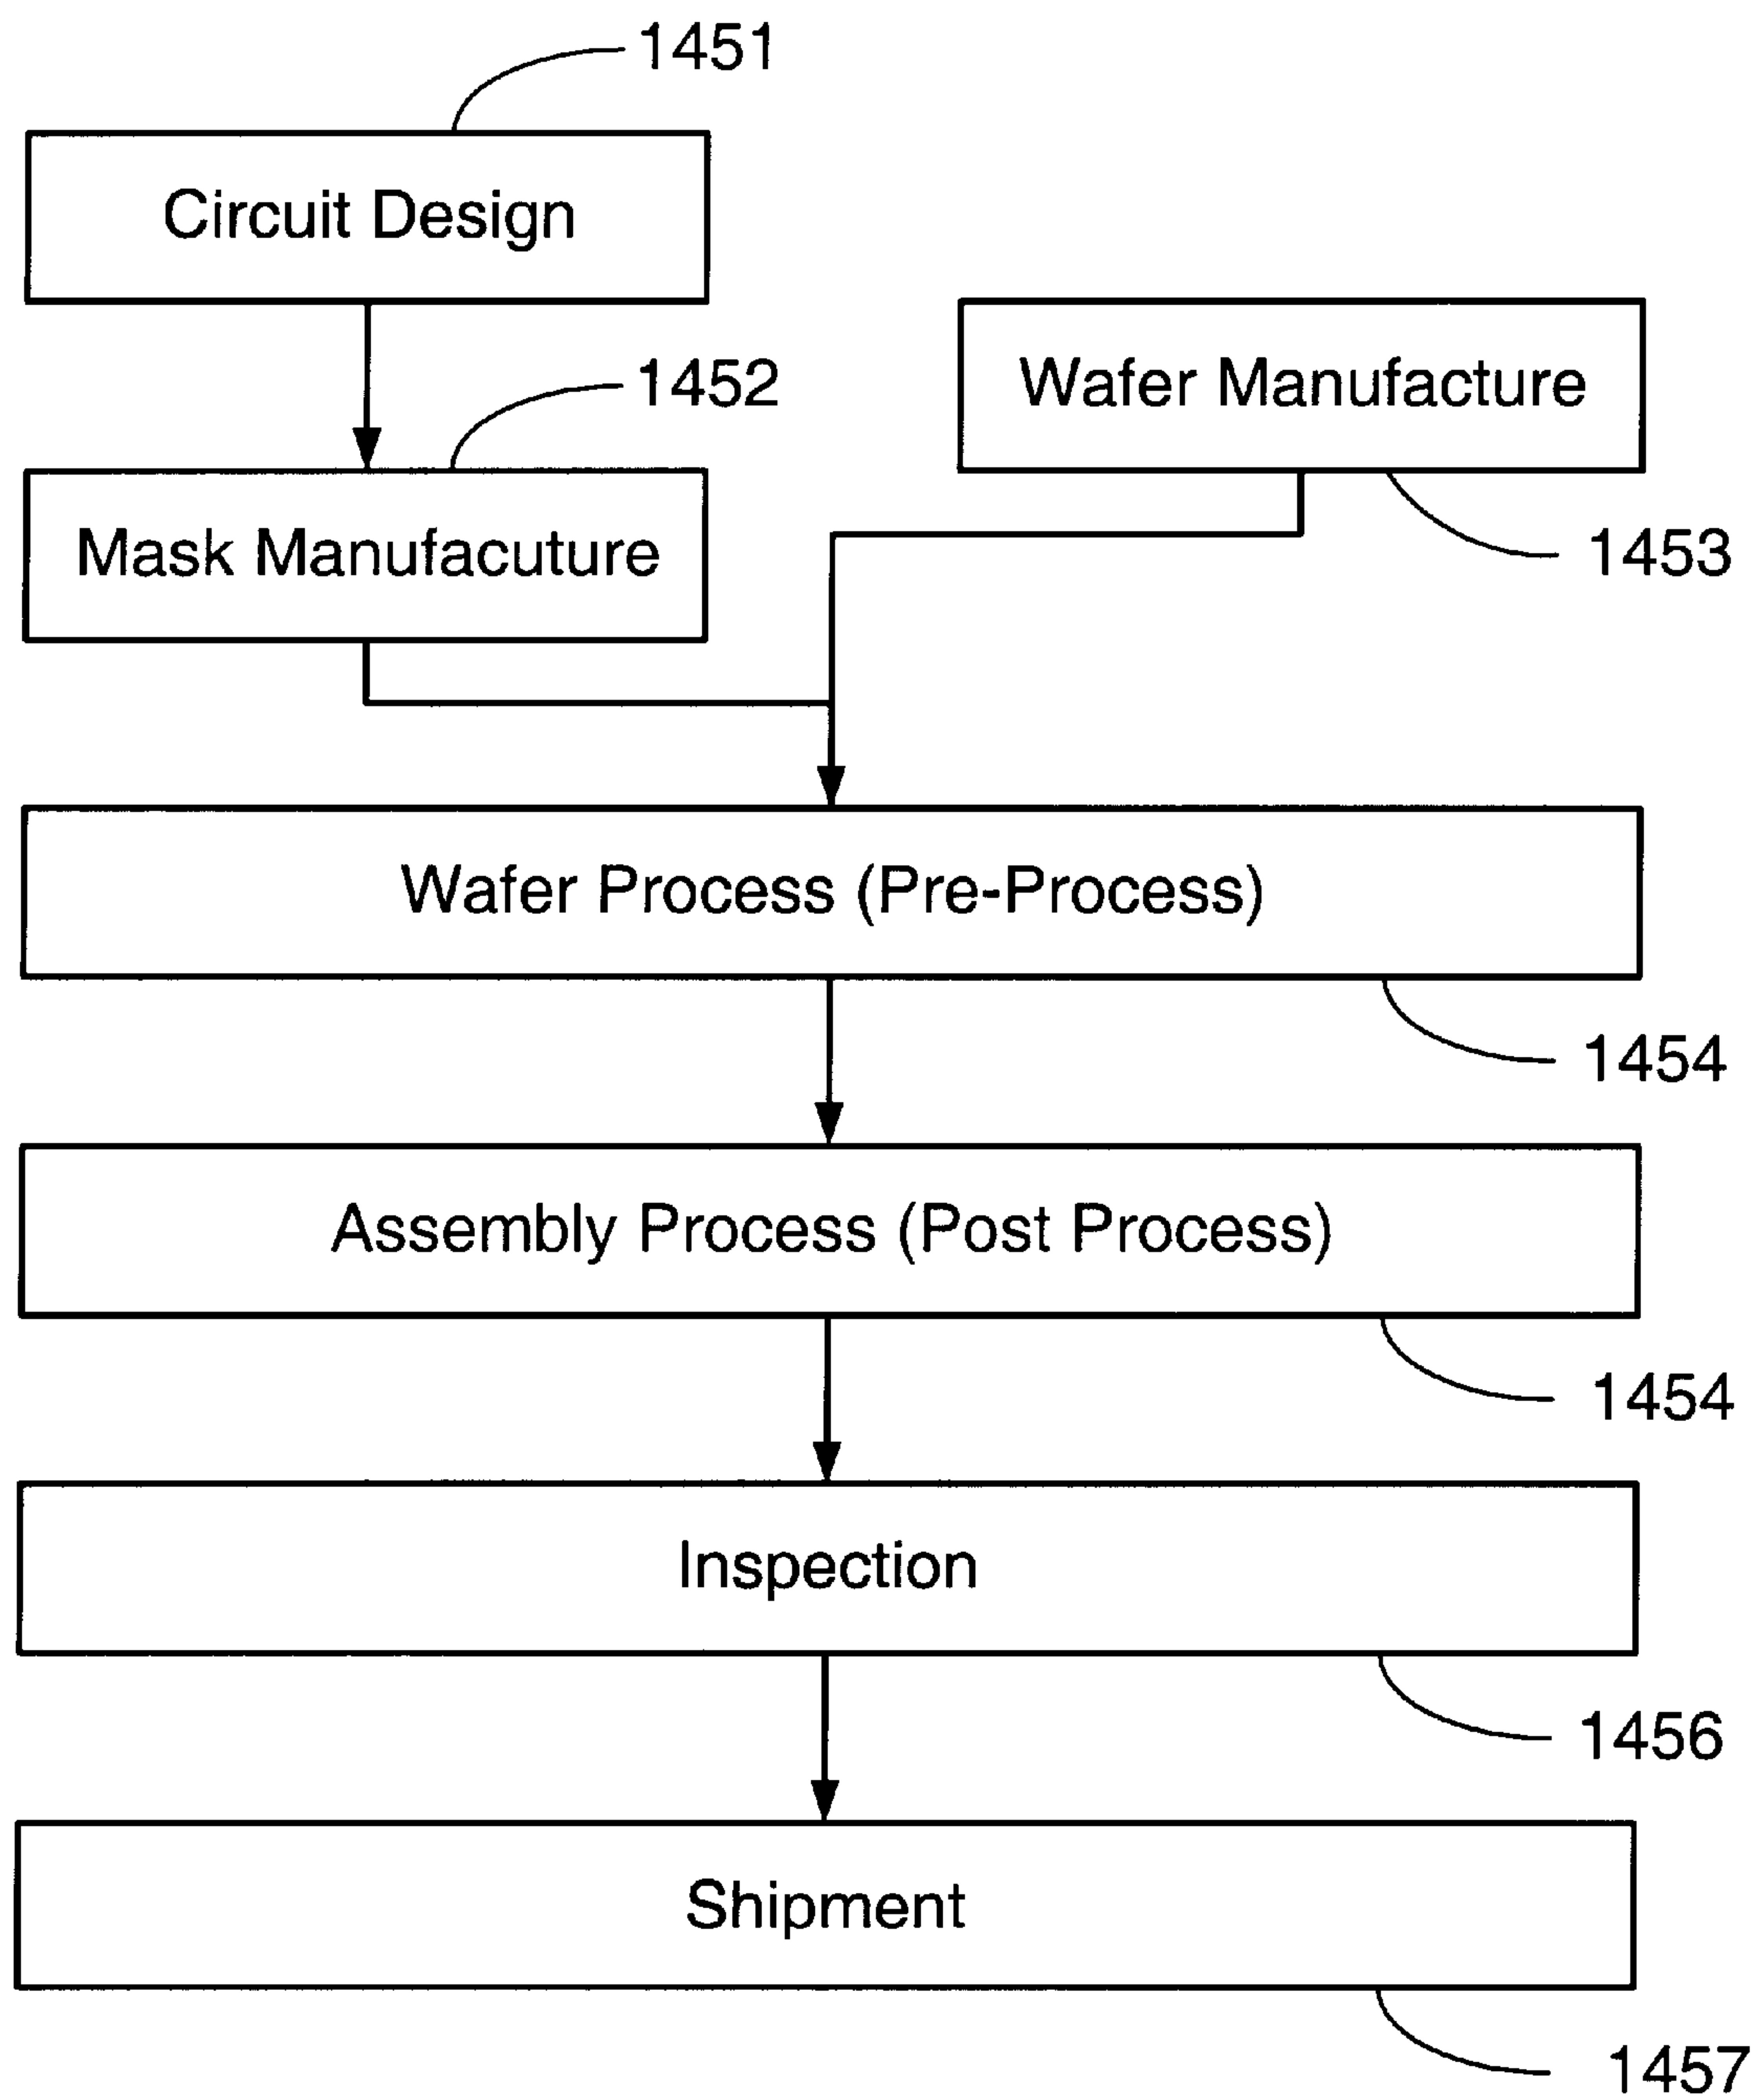 1451
Circuit Design
1452
Wafer Manufacture
Mask Manufacuture
1453
Wafer Process (Pre-Process)
1454
Assembly Process (Post Process)
1454
Inspection
1456
Shipment
1457